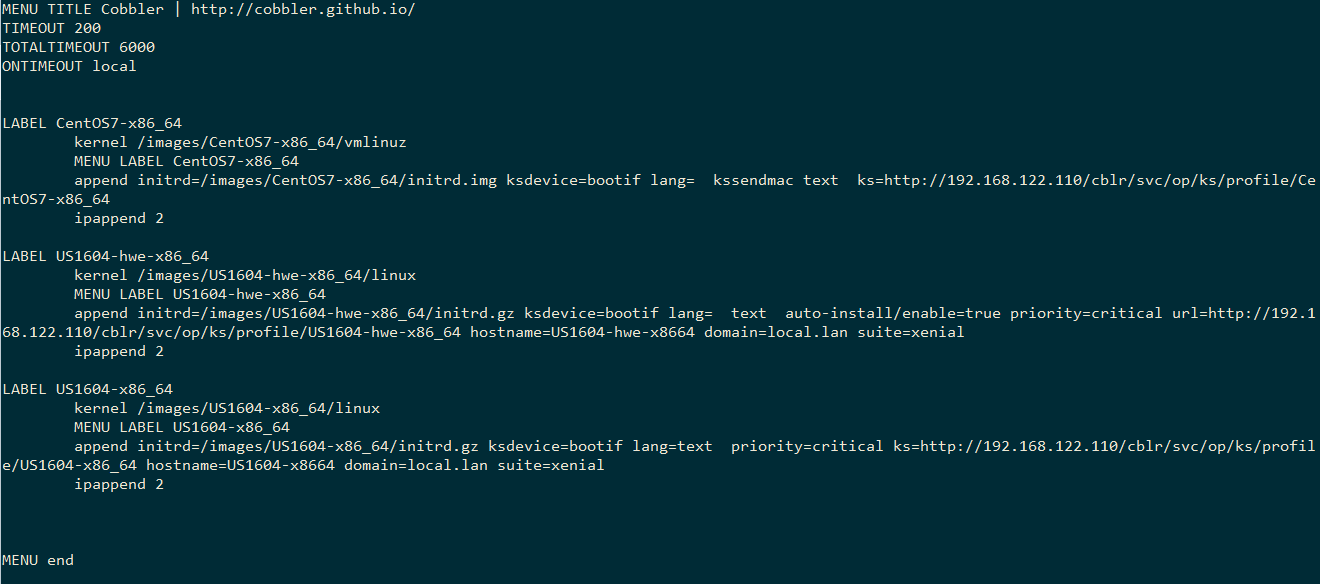 MENU TITLE Cobbler | http://cobbler.github.io/
TIMEOUT 200
TOTALTIMEOUT 6000
ONTIMEOUT local
LABEL CentOS7-x86_64
        kernel /images/CentOS7-x86_64/vmlinuz
        MENU LABEL CentOS7-x86_64
        append initrd=/images/CentOS7-x86_64/initrd.img ksdevice=bootif lang=  kssendmac text  ks=http://192.168.122.110/cblr/svc/op/ks/profile/Ce
ntOS7-x86_64
        ipappend 2
LABEL US1604-hwe-x86_64
        kernel /images/US1604-hwe-x86_64/linux
        MENU LABEL US1604-hwe-x86_64
        append initrd=/images/US1604-hwe-x86_64/initrd.gz ksdevice=bootif lang=  text  auto-install/enable=true priority=critical url=http://192.1
68.122.110/cblr/svc/op/ks/profile/US1604-hwe-x86_64 hostname=US1604-hwe-x8664 domain=local.lan suite=xenial
        ipappend 2
LABEL US1604-x86_64
        kernel /images/US1604-x86_64/linux
        MENU LABEL US1604-x86_64
        append initrd=/images/US1604-x86_64/initrd.gz ksdevice=bootif lang=text  priority=critical ks=http://192.168.122.110/cblr/svc/op/ks/profil
e/US1604-x86_64 hostname=US1604-x8664 domain=local.lan suite=xenial
        ipappend 2
MENU end